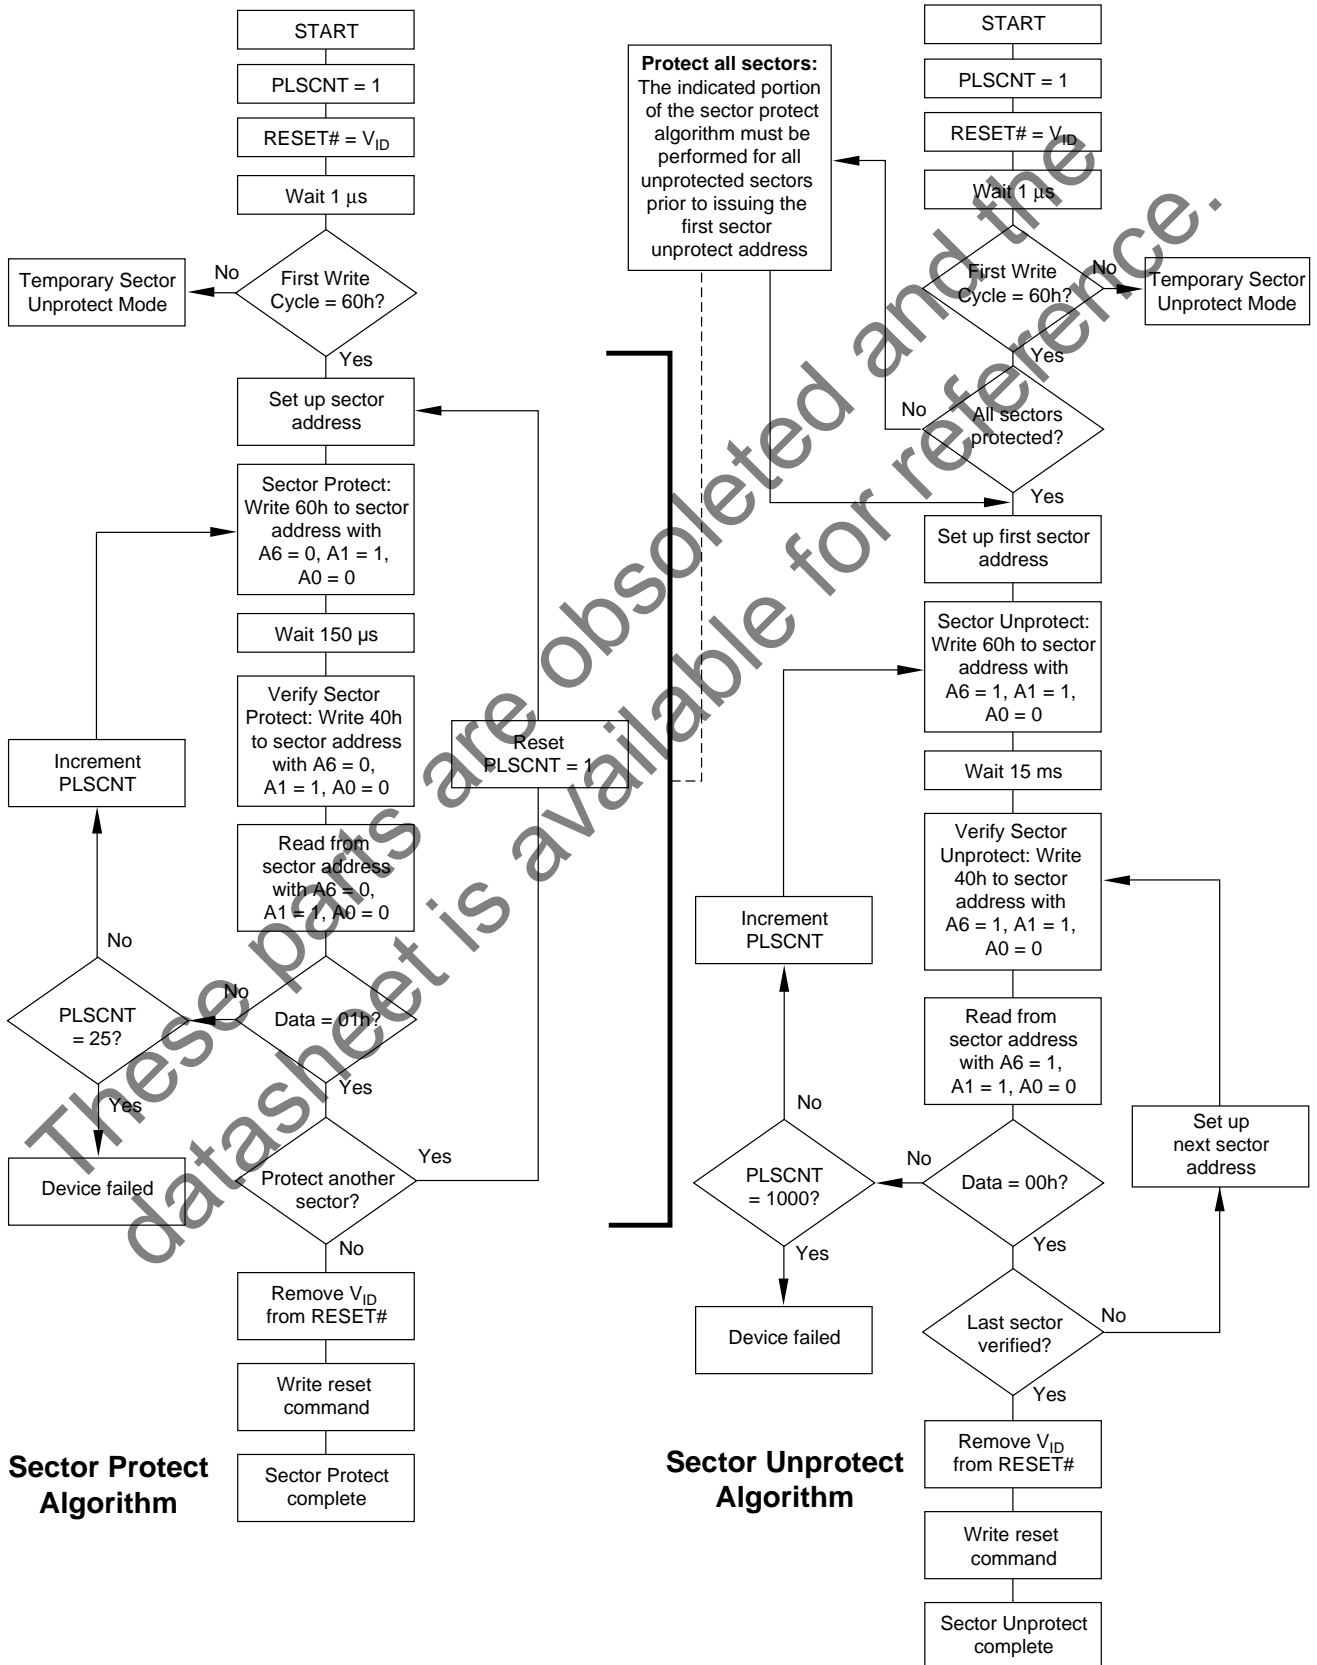 START
PLSCNT = 1
RESET# = VID
Wait 1 μs
First Write
Cycle = 60h?
No
Temporary Sector
Unprotect Mode
Yes
Set up sector
address
Sector Protect:
Write 60h to sector
address with
A6 = 0, A1 = 1,
A0 = 0
Wait 150 µs
Verify Sector
Protect: Write 40h
to sector address
with A6 = 0,
A1 = 1, A0 = 0
Read from
sector address
with A6 = 0,
A1 = 1, A0 = 0
Data = 01h?
No
PLSCNT
= 25?
No
Increment
PLSCNT
Yes
Device failed
Yes
Protect another
sector?
Yes
Reset
PLSCNT = 1
No
Remove VID
from RESET#
Write reset
command
Sector Protect
complete
Sector Protect
Algorithm
Protect all sectors:
The indicated portion
of the sector protect
algorithm must be
performed for all
unprotected sectors
prior to issuing the
first sector
unprotect address
START
PLSCNT = 1
RESET# = VID
Wait 1 μs
First Write
Cycle = 60h?
No
Temporary Sector
Unprotect Mode
Yes
All sectors
protected?
No
Yes
Set up first sector
address
Sector Unprotect:
Write 60h to sector
address with
A6 = 1, A1 = 1,
A0 = 0
Wait 15 ms
Verify Sector
Unprotect: Write
40h to sector
address with
A6 = 1, A1 = 1,
A0 = 0
Read from
sector address
with A6 = 1,
A1 = 1, A0 = 0
Data = 00h?
No
PLSCNT
= 1000?
No
Increment
PLSCNT
Yes
Device failed
Yes
Last sector
verified?
No
Set up
next sector
address
Yes
Remove VID
from RESET#
Write reset
command
Sector Unprotect
complete
Sector Unprotect
Algorithm
These parts are obsoleted and the
datasheet is available for reference.